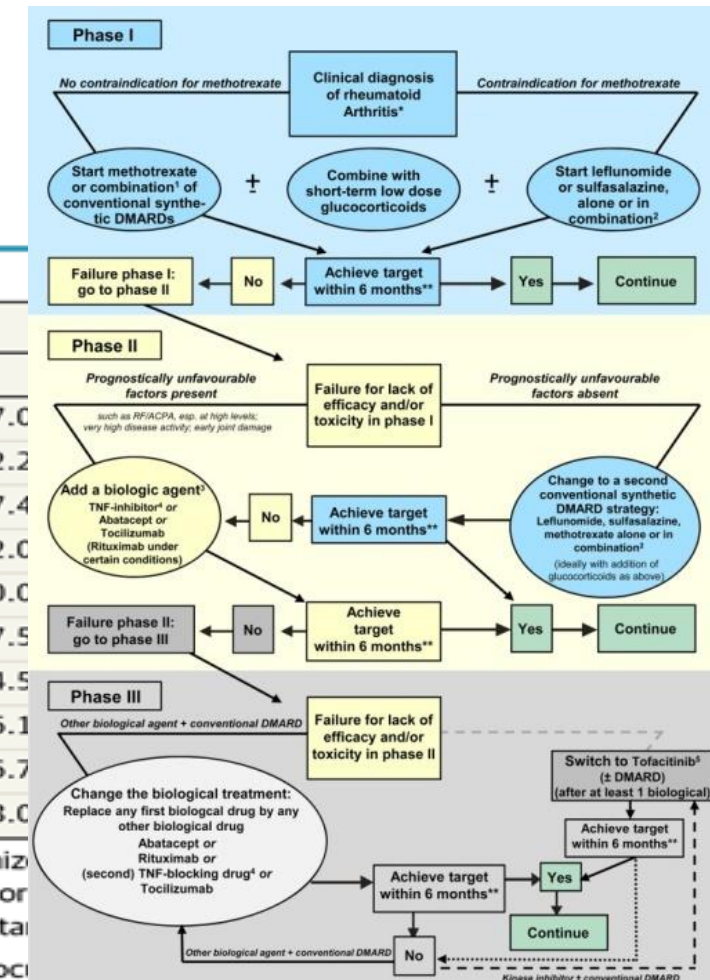 Phase I
No contraindication for methotrexate
Clinical diagnosis
of rheumatoid
Arthritis*
Contraindication for methotrexate
Start methotrexate
or combination¹ of
conventional synthe-
tic DMARDs
±
Combine with
short-term low dose
glucocorticoids
±
Start leflunomide
or sulfasalazine,
alone or in
combination²
Failure phase I:
go to phase II
No
Achieve target
within 6 months**
Yes
Continue
Phase II
Prognostically unfavourable
factors present
such as RF/ACPA, esp. at high levels;
very high disease activity; early joint damage
Failure for lack of
efficacy and/or
toxicity in phase I
Prognostically unfavourable
factors absent
Add a biologic agent³
TNF-inhibitor⁴ or
Abatacept or
Tocilizumab
(Rituximab under
certain conditions)
No
Achieve target
within 6 months**
Change to a second
conventional synthetic
DMARD strategy:
Leflunomide, sulfasalazine,
methotrexate alone or in
combination²
(ideally with addition of
glucocorticoids as above)
Failure phase II:
go to phase III
No
Achieve
target
within 6 months**
Yes
Continue
Phase III
Other biological agent + conventional DMARD
Failure for lack of
efficacy and/or
toxicity in phase II
Change the biological treatment:
Replace any first biologcal drug by any
other biological drug
Abatacept or
Rituximab or
(second) TNF-blocking drug⁴ or
Tocilizumab
Switch to Tofacitinib⁵
(± DMARD)
(after at least 1 biological)
Achieve target
within 6 months**
Achieve target
within 6 months**
Yes
Continue
No
Other biological agent + conventional DMARD
Kinase inhibitor ± conventional DMARD